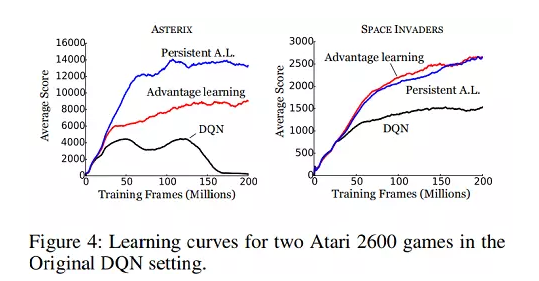 ASTERIX
Average Score
16000
14000
12000
10000
8000
6000
4000
2000
0
Persistent A.L.
Advantage learning
DQN
0 50 100 150 200
Training Frames (Millions)
SPACE INVADERS
Average Score
3000
2500
2000
1500
1000
500
0
Advantage learning
Persistent A.L.
DQN
0 50 100 150 200
Training Frames (Millions)
Figure 4: Learning curves for two Atari 2600 games in the
Original DQN setting.